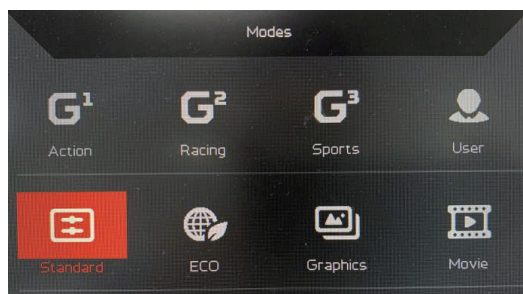 Modes
G1 G2 G3
Action Racing Sports User
Standard ECO Graphics Movie